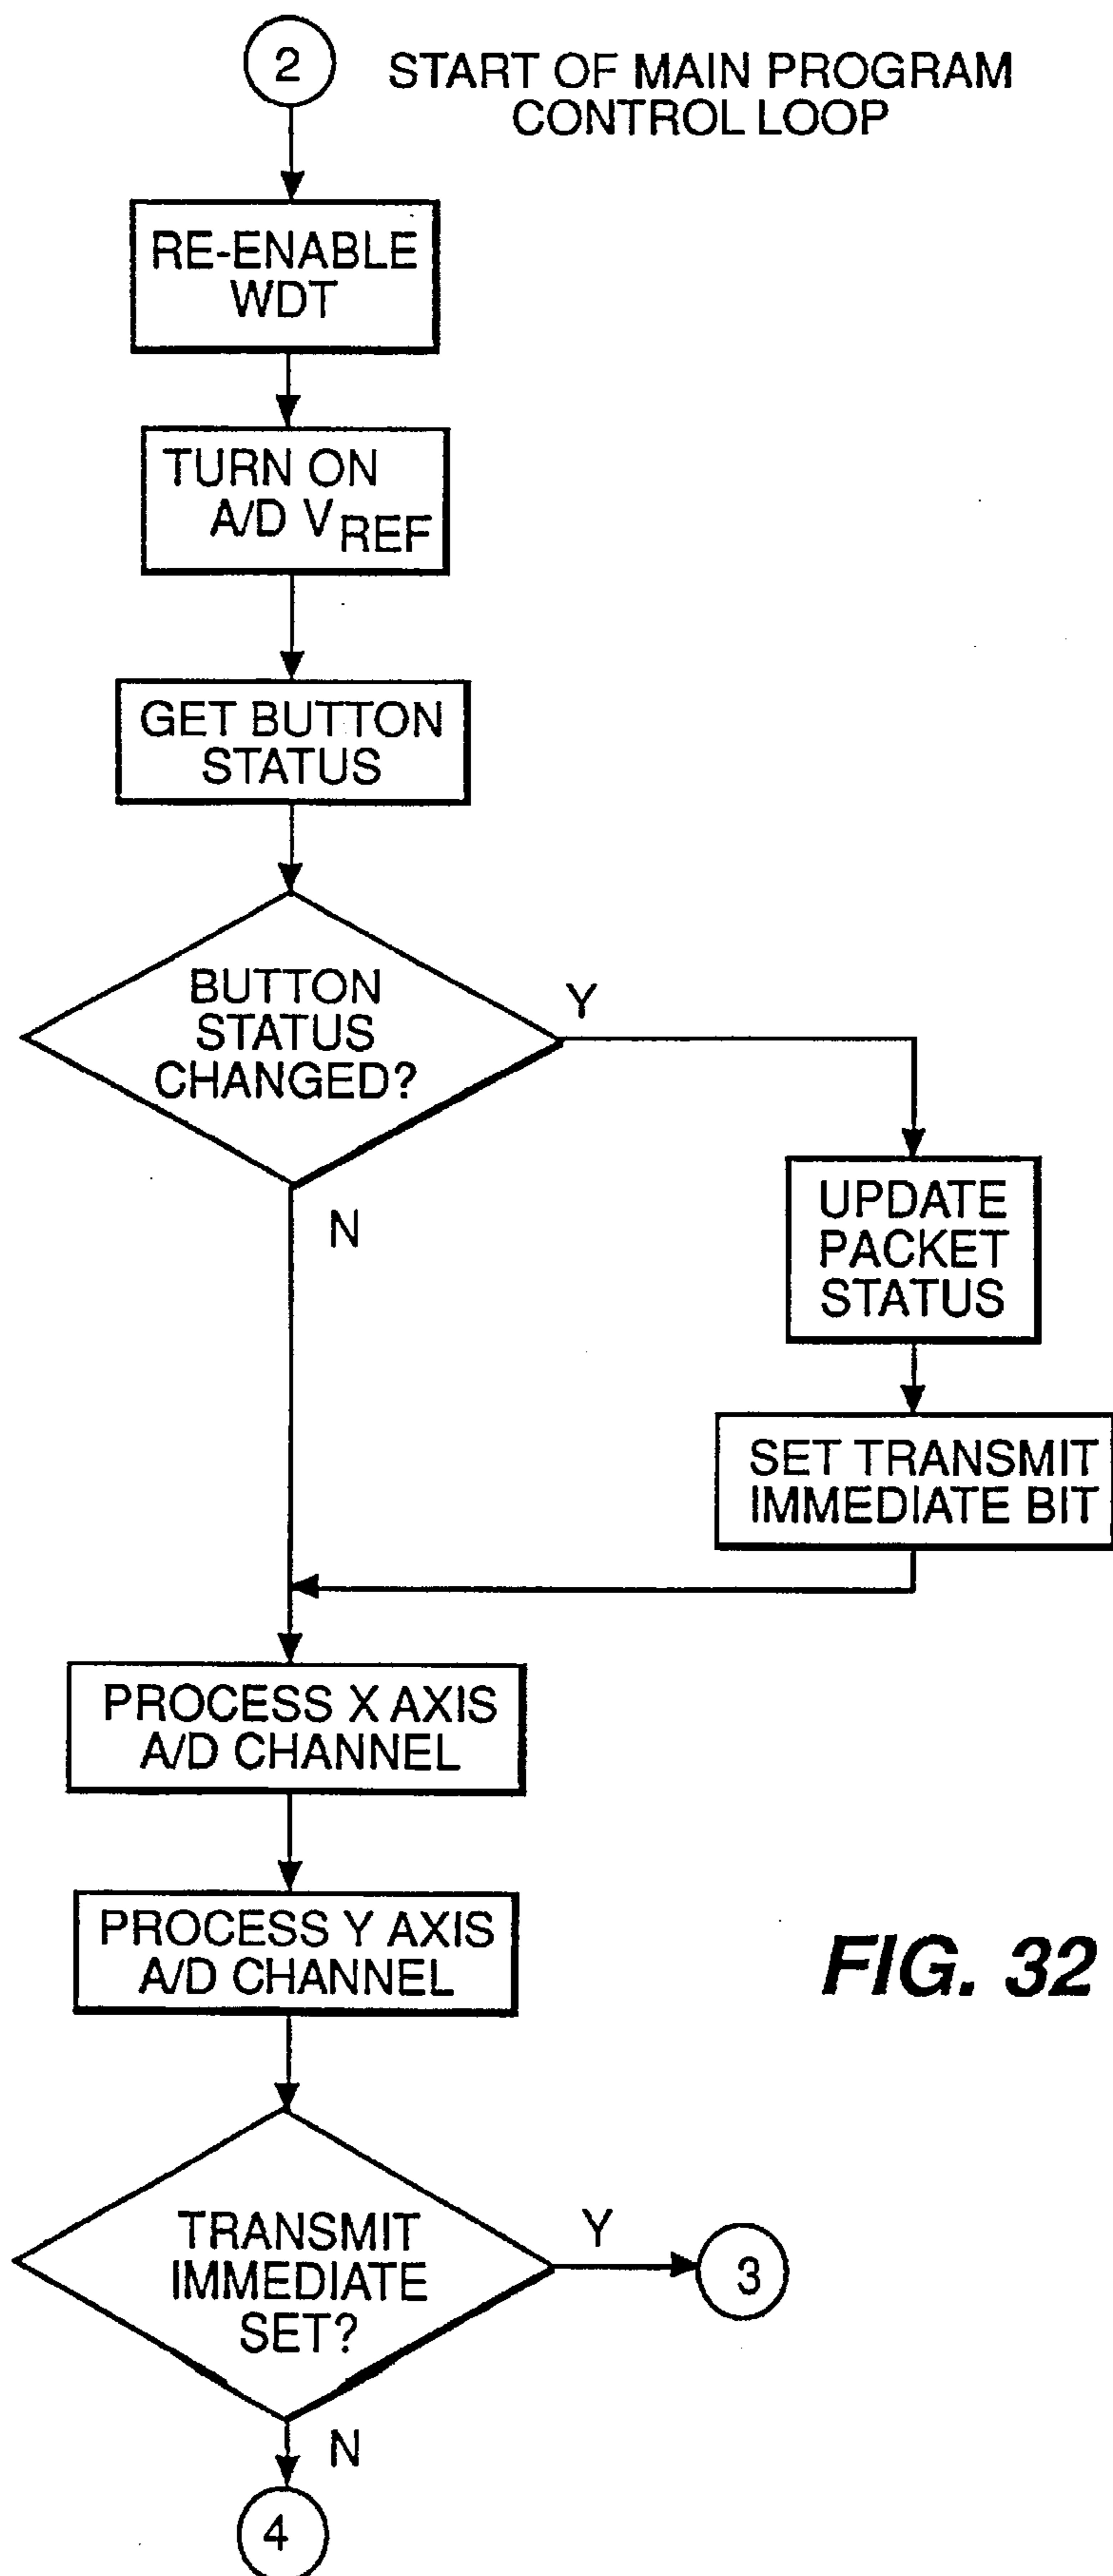 2
START OF MAIN PROGRAM
CONTROL LOOP
RE-ENABLE
WDT
TURN ON
A/D VREF
GET BUTTON
STATUS
BUTTON
STATUS
CHANGED?
Y
N
UPDATE
PACKET
STATUS
SET TRANSMIT
IMMEDIATE BIT
PROCESS X AXIS
A/D CHANNEL
PROCESS Y AXIS
A/D CHANNEL
FIG. 32
TRANSMIT
IMMEDIATE
SET?
Y
3
N
4